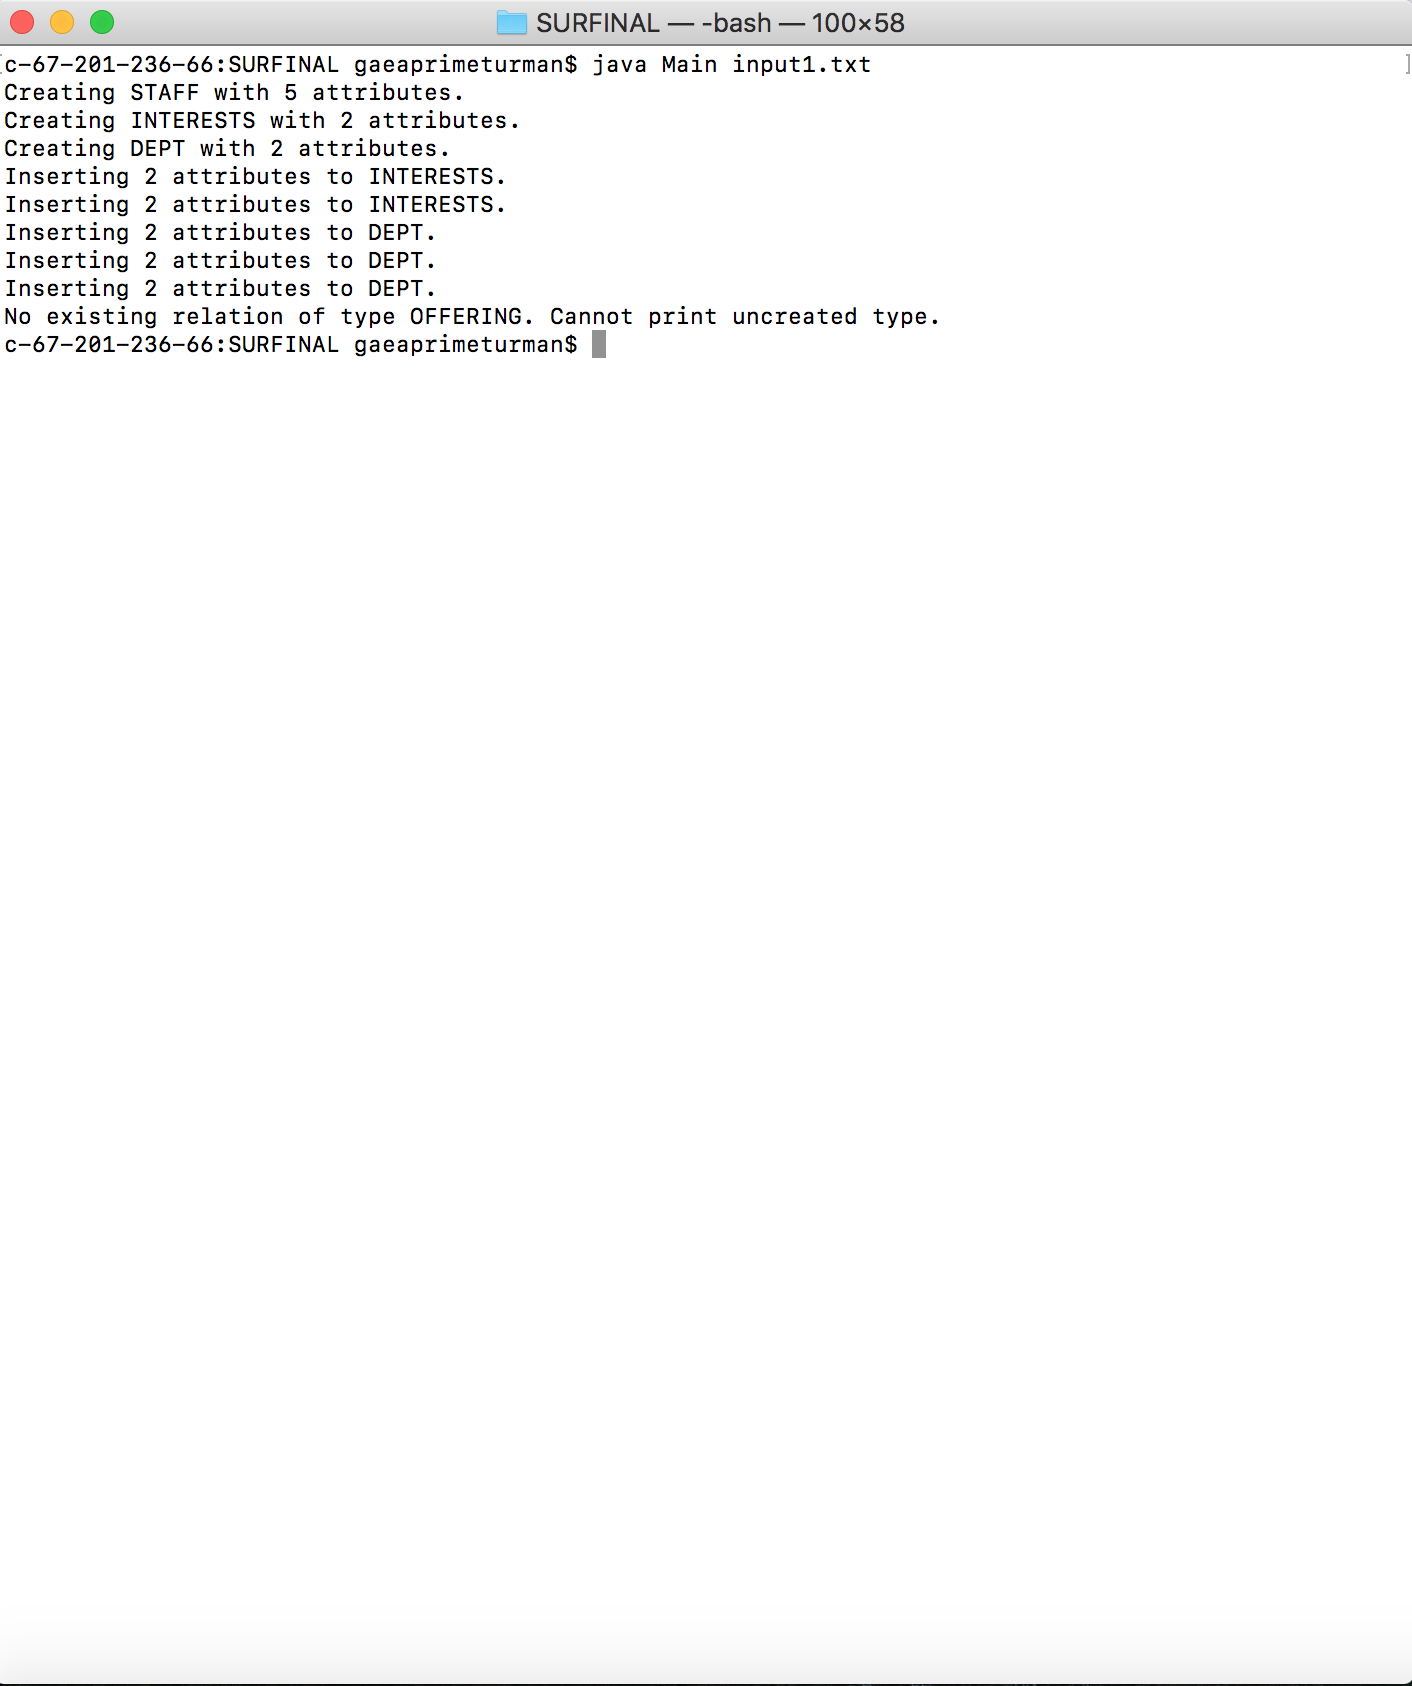 SURFINAL — -bash — 100×58
c-67-201-236-66:SURFINAL gaeaprimeturman$ java Main input1.txt
Creating STAFF with 5 attributes.
Creating INTERESTS with 2 attributes.
Creating DEPT with 2 attributes.
Inserting 2 attributes to INTERESTS.
Inserting 2 attributes to INTERESTS.
Inserting 2 attributes to DEPT.
Inserting 2 attributes to DEPT.
Inserting 2 attributes to DEPT.
No existing relation of type OFFERING. Cannot print uncreated type.
c-67-201-236-66:SURFINAL gaeaprimeturman$